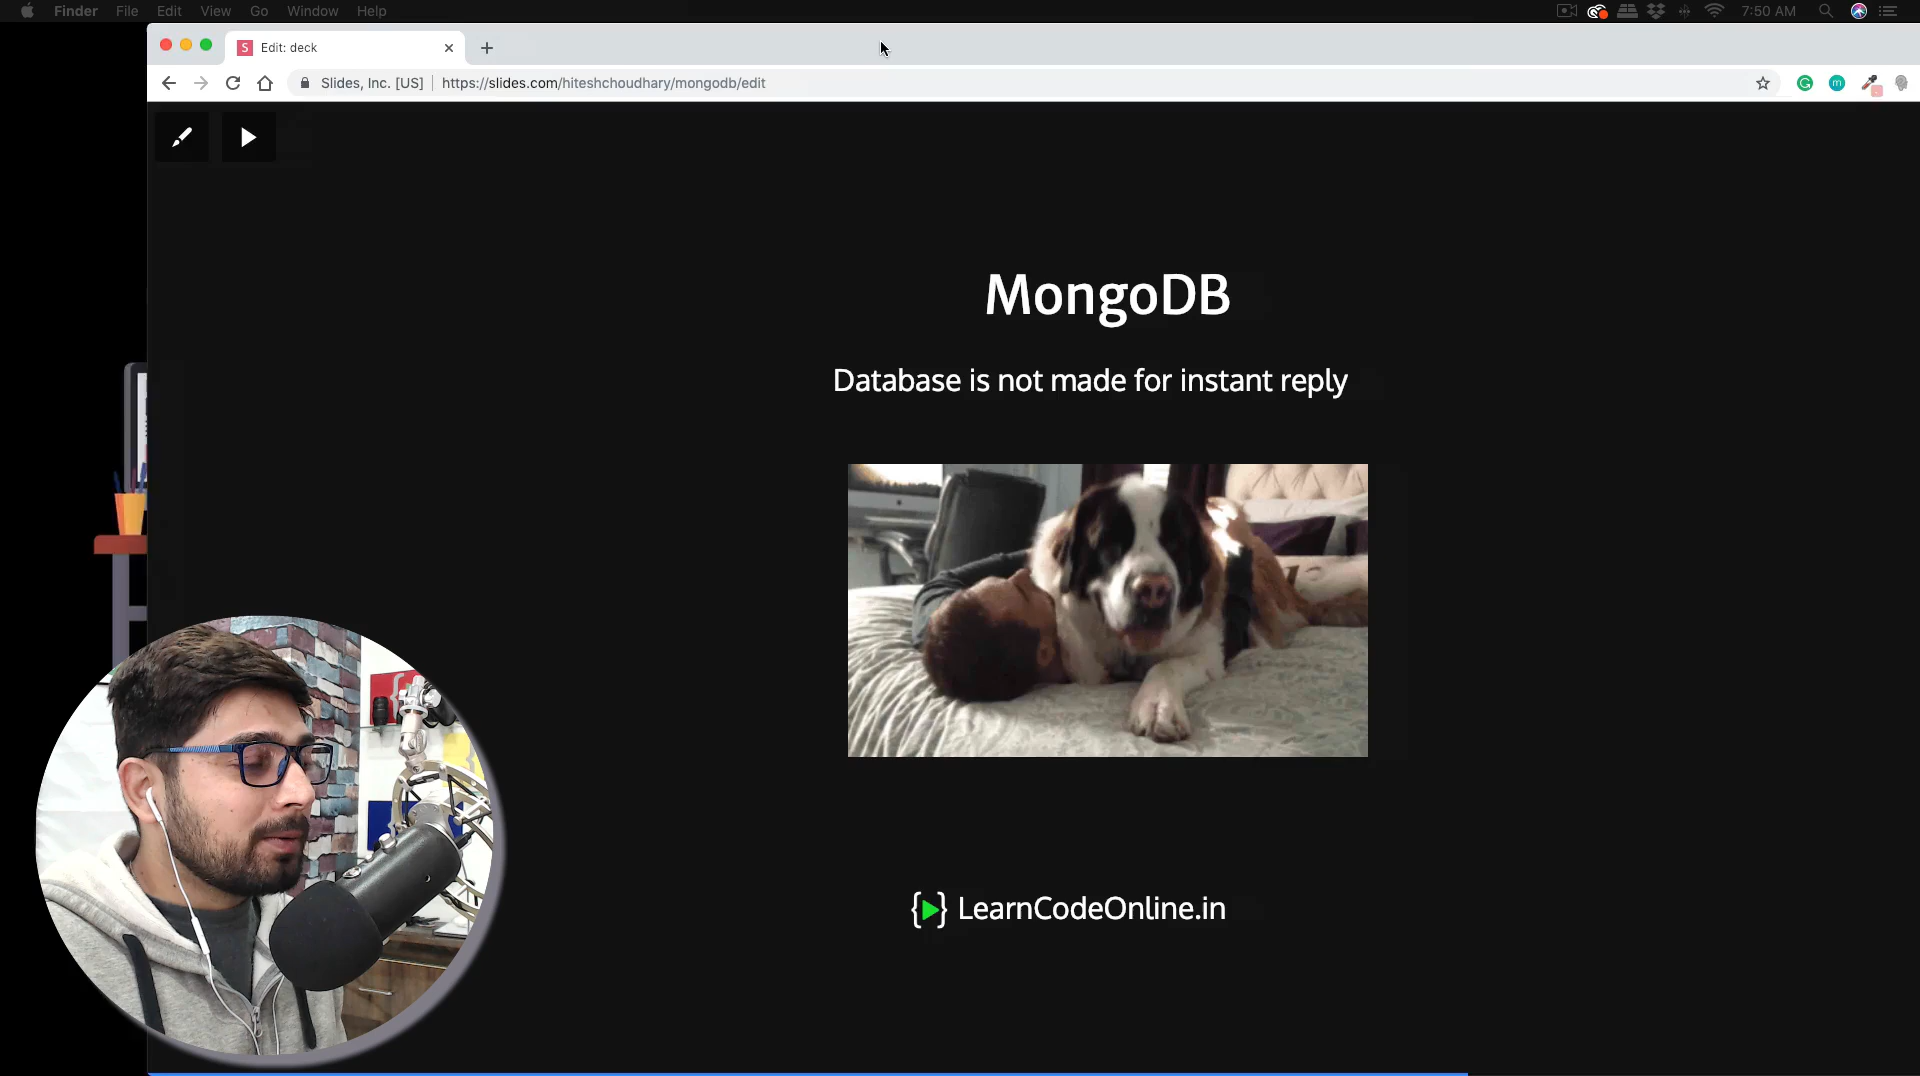 Finder File Edit View Go Window Help 7:50 AM
S Edit: deck
Slides, Inc. [US] https://slides.com/hiteshchoudhary/mongodb/edit
MongoDB
Database is not made for instant reply
{▶} LearnCodeOnline.in